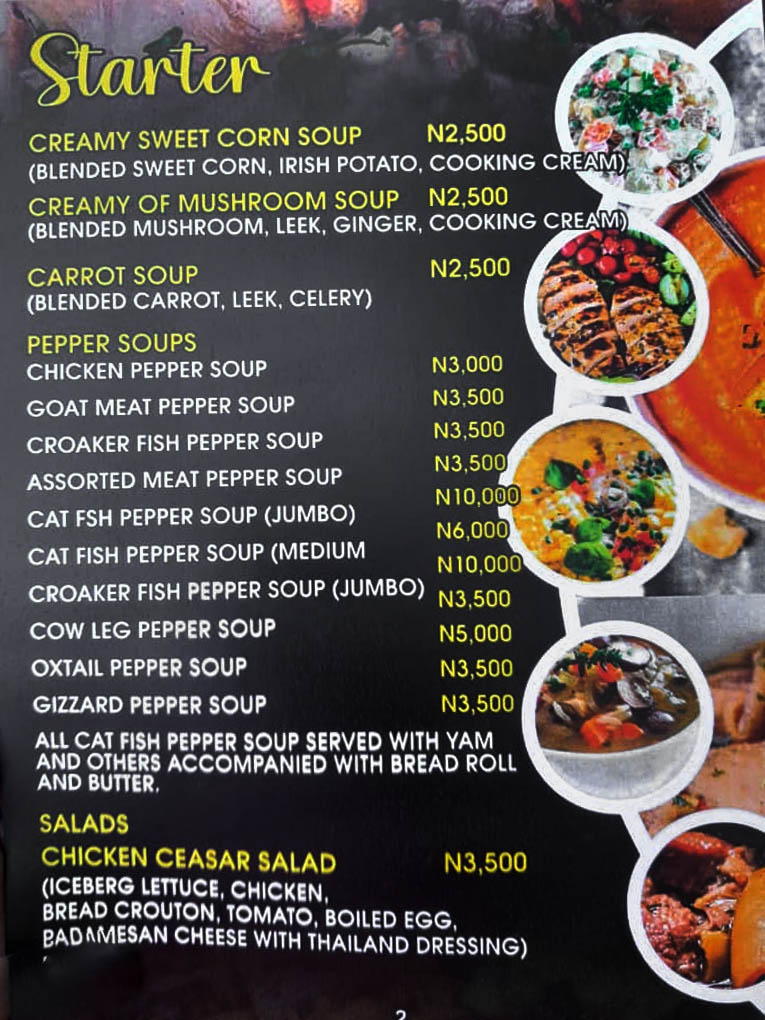 Starter
CREAMY SWEET CORN SOUP N2,500
(BLENDED SWEET CORN, IRISH POTATO, COOKING CREAM)
CREAMY OF MUSHROOM SOUP N2,500
(BLENDED MUSHROOM, LEEK, GINGER, COOKING CREAM)
CARROT SOUP N2,500
(BLENDED CARROT, LEEK, CELERY)
PEPPER SOUPS
CHICKEN PEPPER SOUP
GOAT MEAT PEPPER SOUP
CROAKER FISH PEPPER SOUP
ASSORTED MEAT PEPPER SOUP
CAT FSH PEPPER SOUP (JUMBO)
CAT FISH PEPPER SOUP (MEDIUM
CROAKER FISH PEPPER SOUP (JUMBO)
COW LEG PEPPER SOUP
OXTAIL PEPPER SOUP
GIZZARD PEPPER SOUP
N3,000
N3,500
N3,500
N3,500
N10,000
N6,000
N10,000
N3,500
N5,000
N3,500
N3,500
ALL CAT FISH PEPPER SOUP SERVED WITH YAM
AND OTHERS ACCOMPANIED WITH BREAD ROLL
AND BUTTER.
SALADS
CHICKEN CEASAR SALAD N3,500
(ICEBERG LETTUCE, CHICKEN,
BREAD CROUTON, TOMATO, BOILED EGG,
CHEESE WITH THAILAND DRESSING)
2